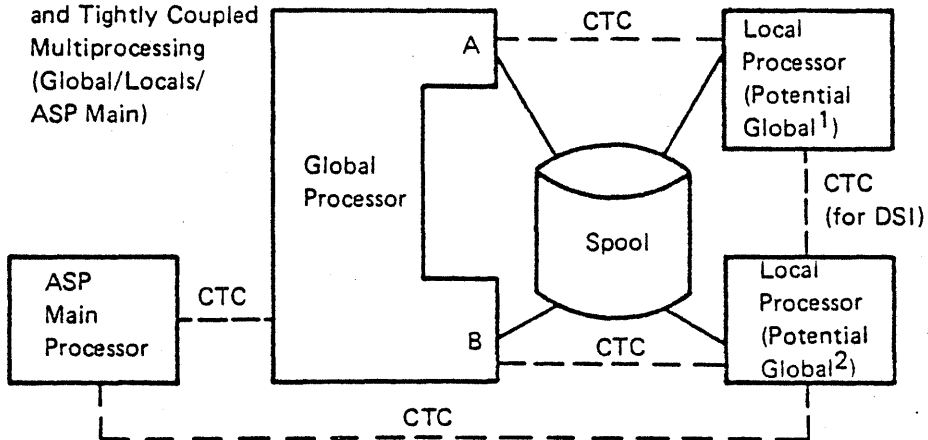 and Tightly Coupled
Multiprocessing
(Global/Locals/
ASP Main)
A
CTC
Local
Processor
(Potential
Global1)
Global
Processor
Spool
CTC
(for DSI)
ASP
Main
Processor
CTC
B
CTC
Local
Processor
(Potential
Global2)
CTC